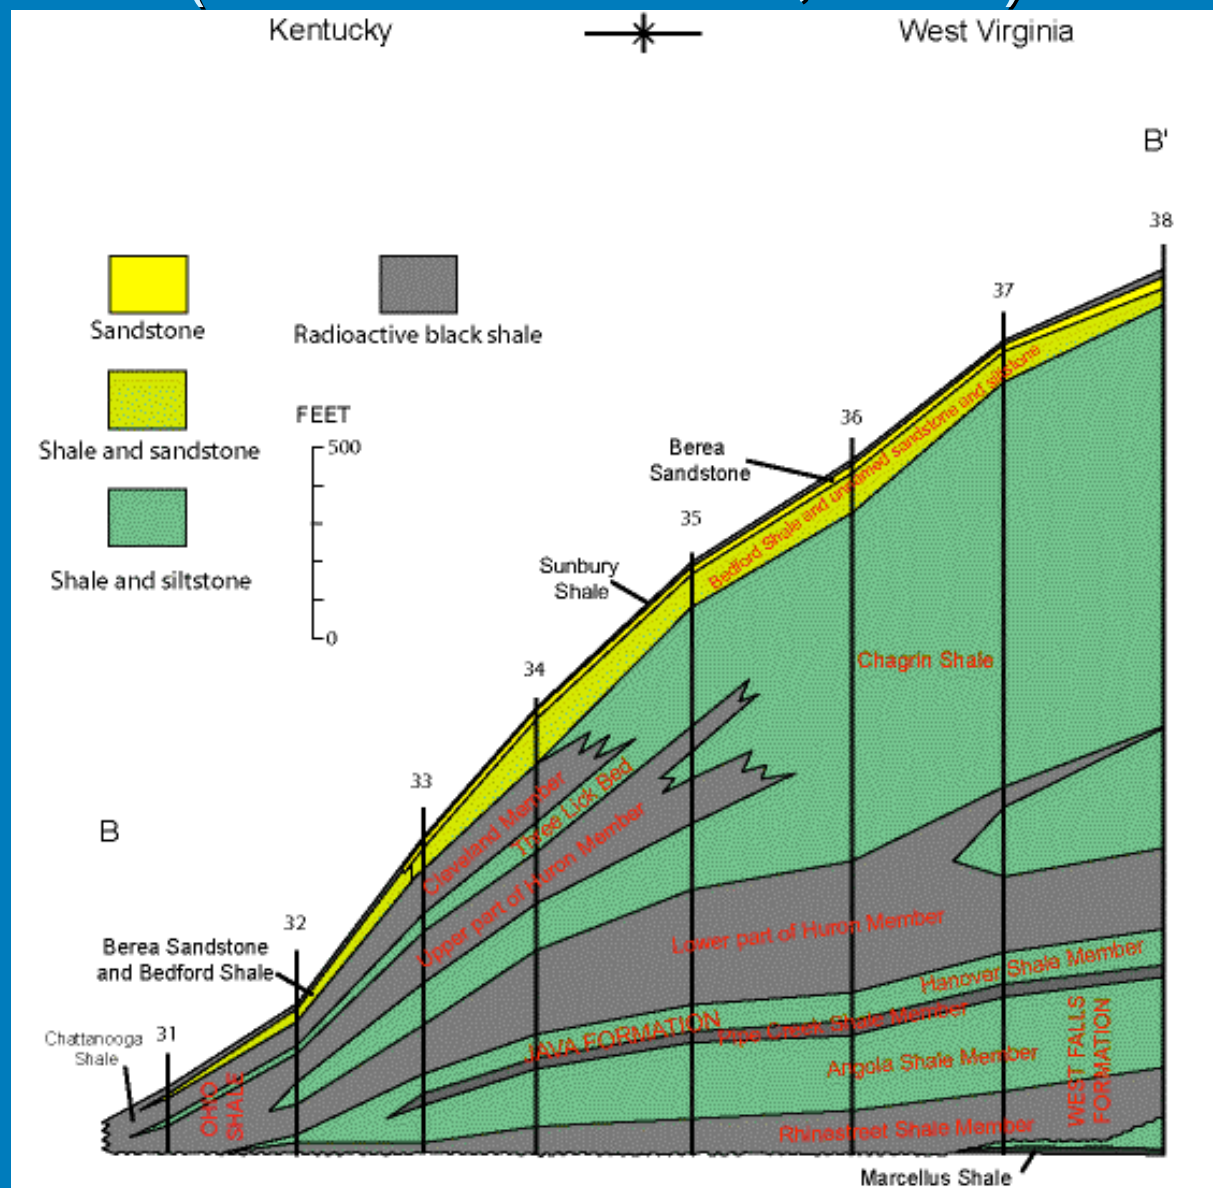 Kentucky
West Virginia
B'
38
37
Sandstone
Radioactive black shale
FEET
500
Shale and sandstone
36
Berea
Sandstone
Bedford Shale and unnamed sandstone and siltstone
35
Sunbury
Shale
Shale and siltstone
0
Chagrin Shale
34
33
Cleveland Member
Three Lick Bed
Upper part of Huron Member
B
32
Lower part of Huron Member
Berea Sandstone
and Bedford Shale
Hanover Shale Member
31
Chattanooga
Shale
JAVA FORMATION
Pipe Creek Shale Member
Angola Shale Member
WEST FALLS
FORMATION
OHIO
SHALE
Rhinestreet Shale Member
Marcellus Shale